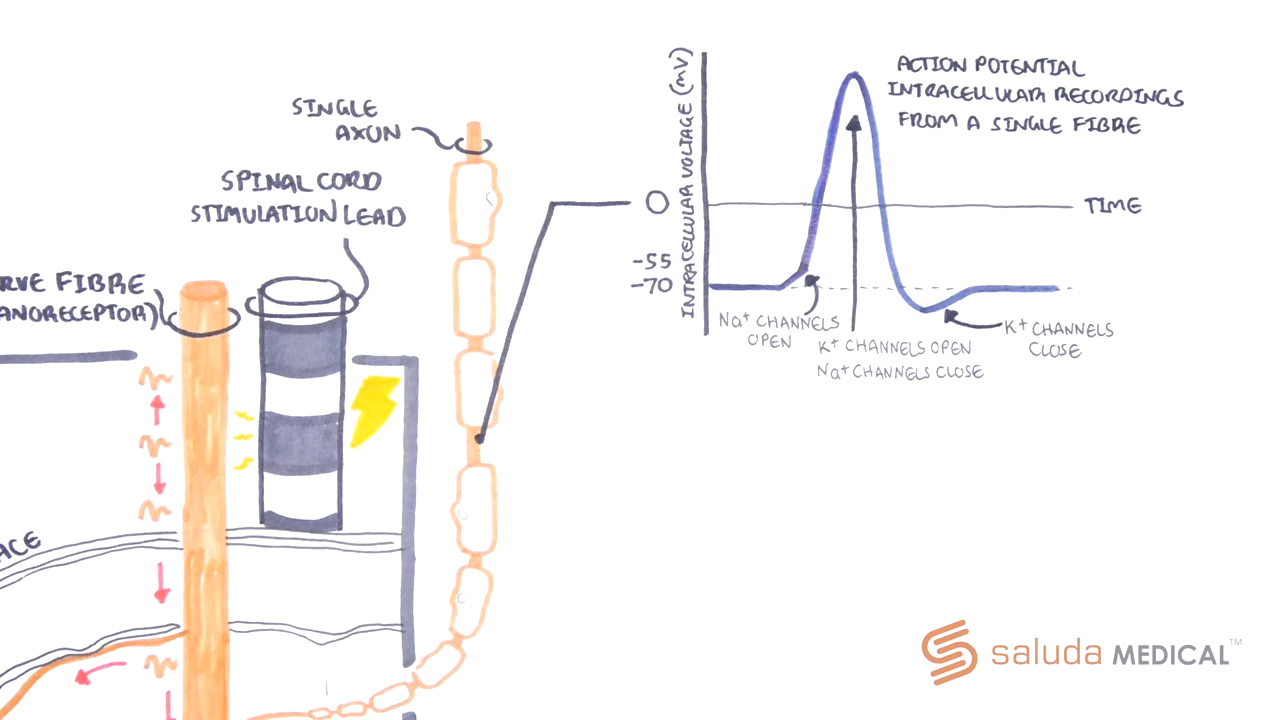 SINGLE
AXON
SPINAL CORD
STIMULATION LEAD
RVE FIBRE
ANORECEPTOR)
ACE
INTRACELLULAR VOLTAGE (mV)
0
-55
-70
ACTION POTENTIAL
INTRACELLULAR RECORDINGS
FROM A SINGLE FIBRE
TIME
Na+ CHANNELS
OPEN
K+ CHANNELS OPEN
Na+ CHANNELS CLOSE
K+ CHANNELS
CLOSE
saluda MEDICAL™